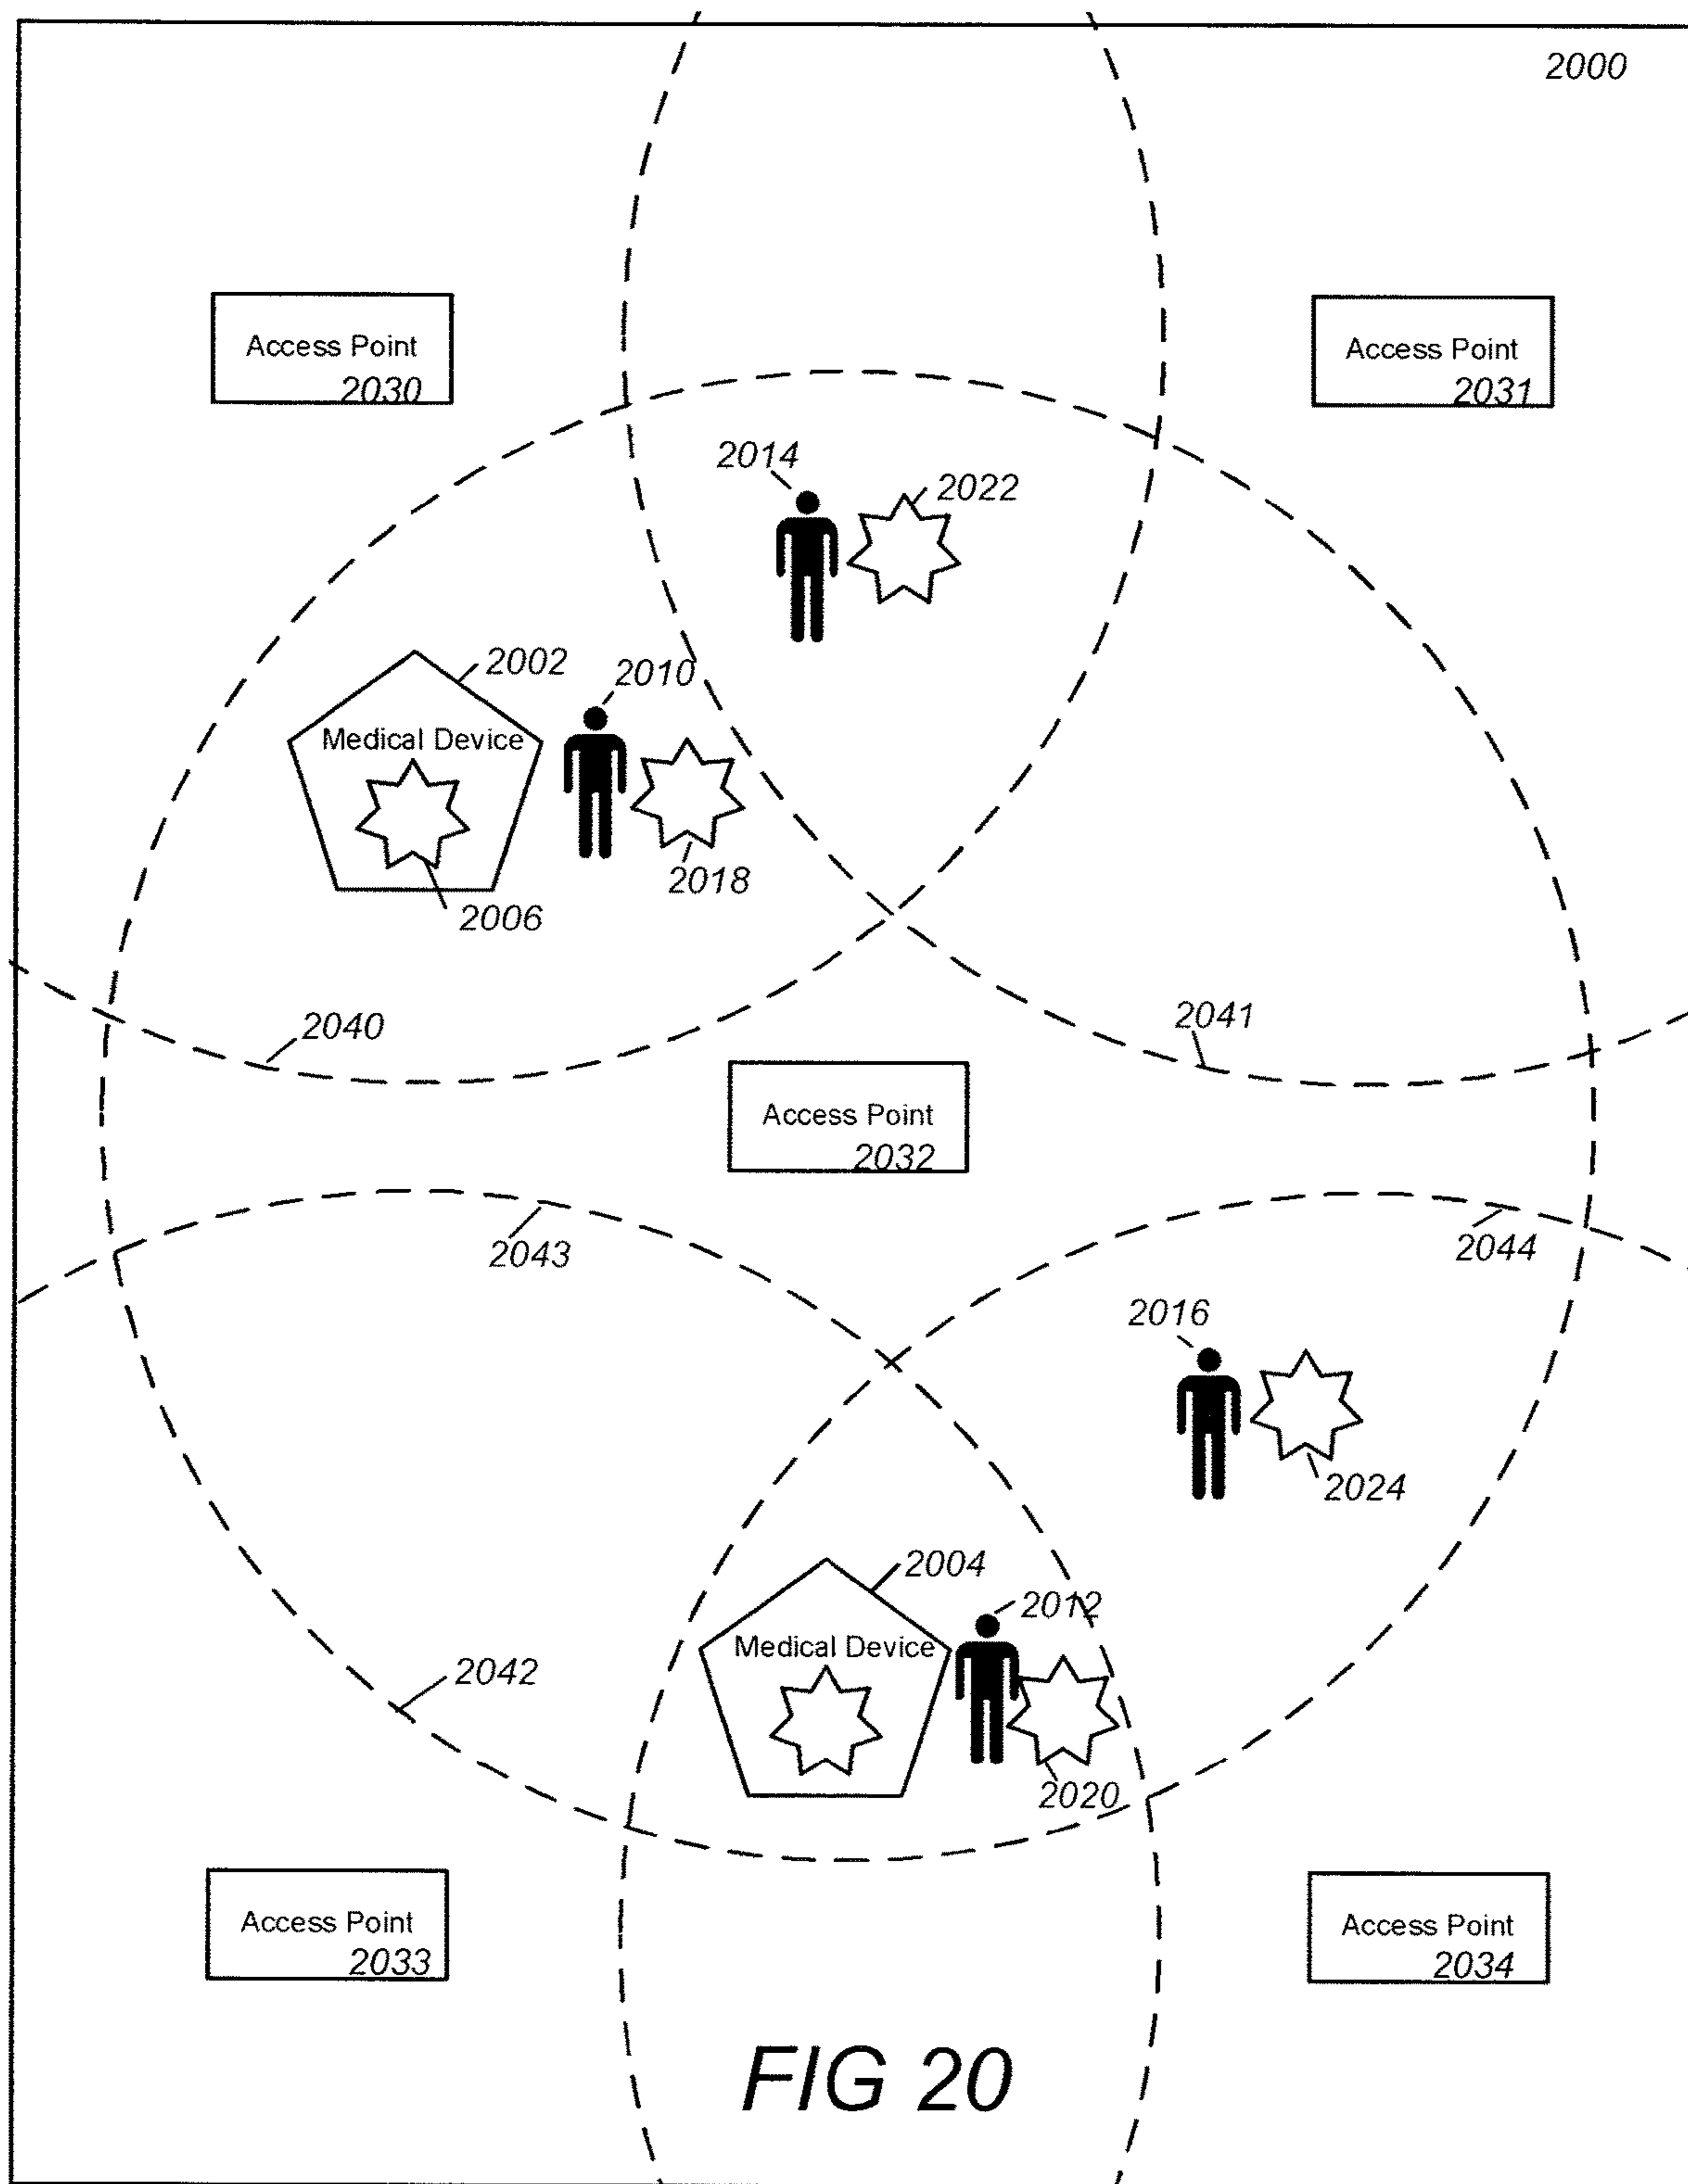 2000
Access Point
2030
Access Point
2031
2014
2022
2002
2010
Medical Device
2018
2006
2040
2041
Access Point
2032
2043
2044
2016
2024
2004
2012
Medical Device
2042
2020
Access Point
2033
Access Point
2034
FIG 20